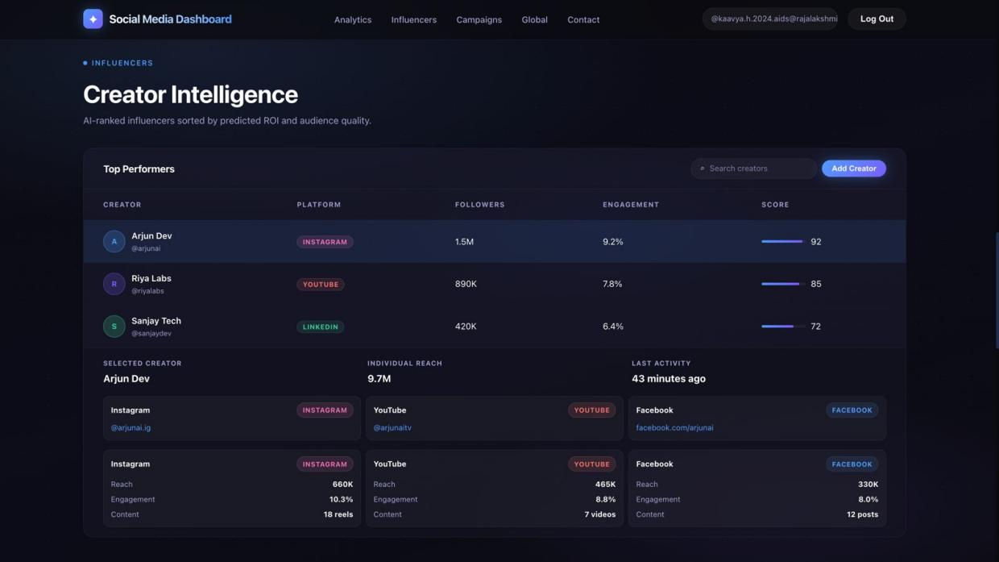 Social Media Dashboard
Analytics Influencers Campaigns Global Contact
@kaavya.h.2024.aids@rajalakshmi
Log Out
INFLUENCERS
Creator Intelligence
AI-ranked influencers sorted by predicted ROI and audience quality.
Top Performers
Search creators
Add Creator
CREATOR PLATFORM FOLLOWERS ENGAGEMENT SCORE
A Arjun Dev INSTAGRAM 1.5M 9.2% 92
@arjunai
R Riya Labs YOUTUBE 890K 7.8% 85
@riyalabs
S Sanjay Tech LINKEDIN 420K 6.4% 72
@sanjaydev
SELECTED CREATOR INDIVIDUAL REACH LAST ACTIVITY
Arjun Dev 9.7M 43 minutes ago
Instagram INSTAGRAM YouTube YOUTUBE Facebook FACEBOOK
@arjunai.ig @arjunaitv facebook.com/arjunai
Instagram INSTAGRAM YouTube YOUTUBE Facebook FACEBOOK
Reach 660K Reach 465K Reach 330K
Engagement 10.3% Engagement 8.8% Engagement 8.0%
Content 18 reels Content 7 videos Content 12 posts